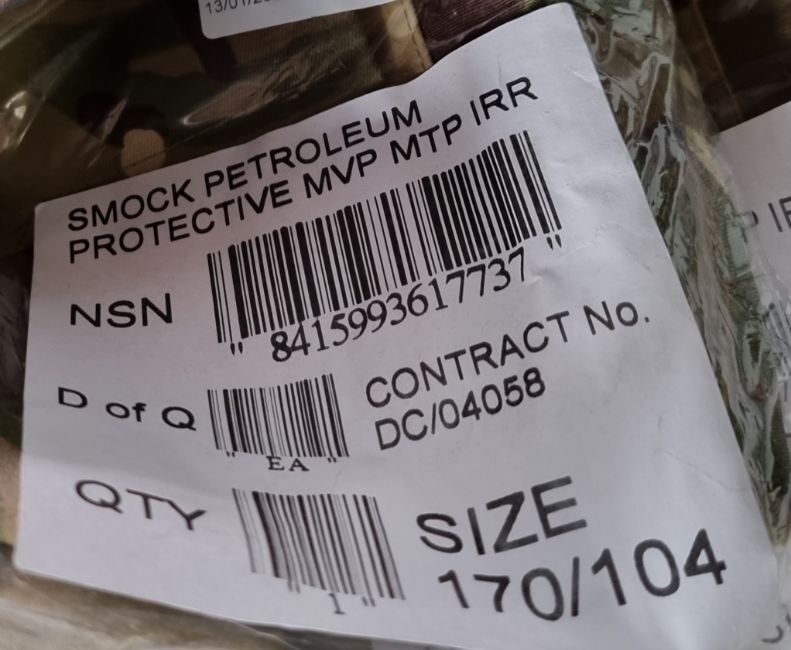 SMOCK PETROLEUM
PROTECTIVE MVP MTP IRR
NSN
" 8415993617737 "
D of Q
" EA "
CONTRACT No.
DC/04058
QTY
" 1 "
SIZE
170/104